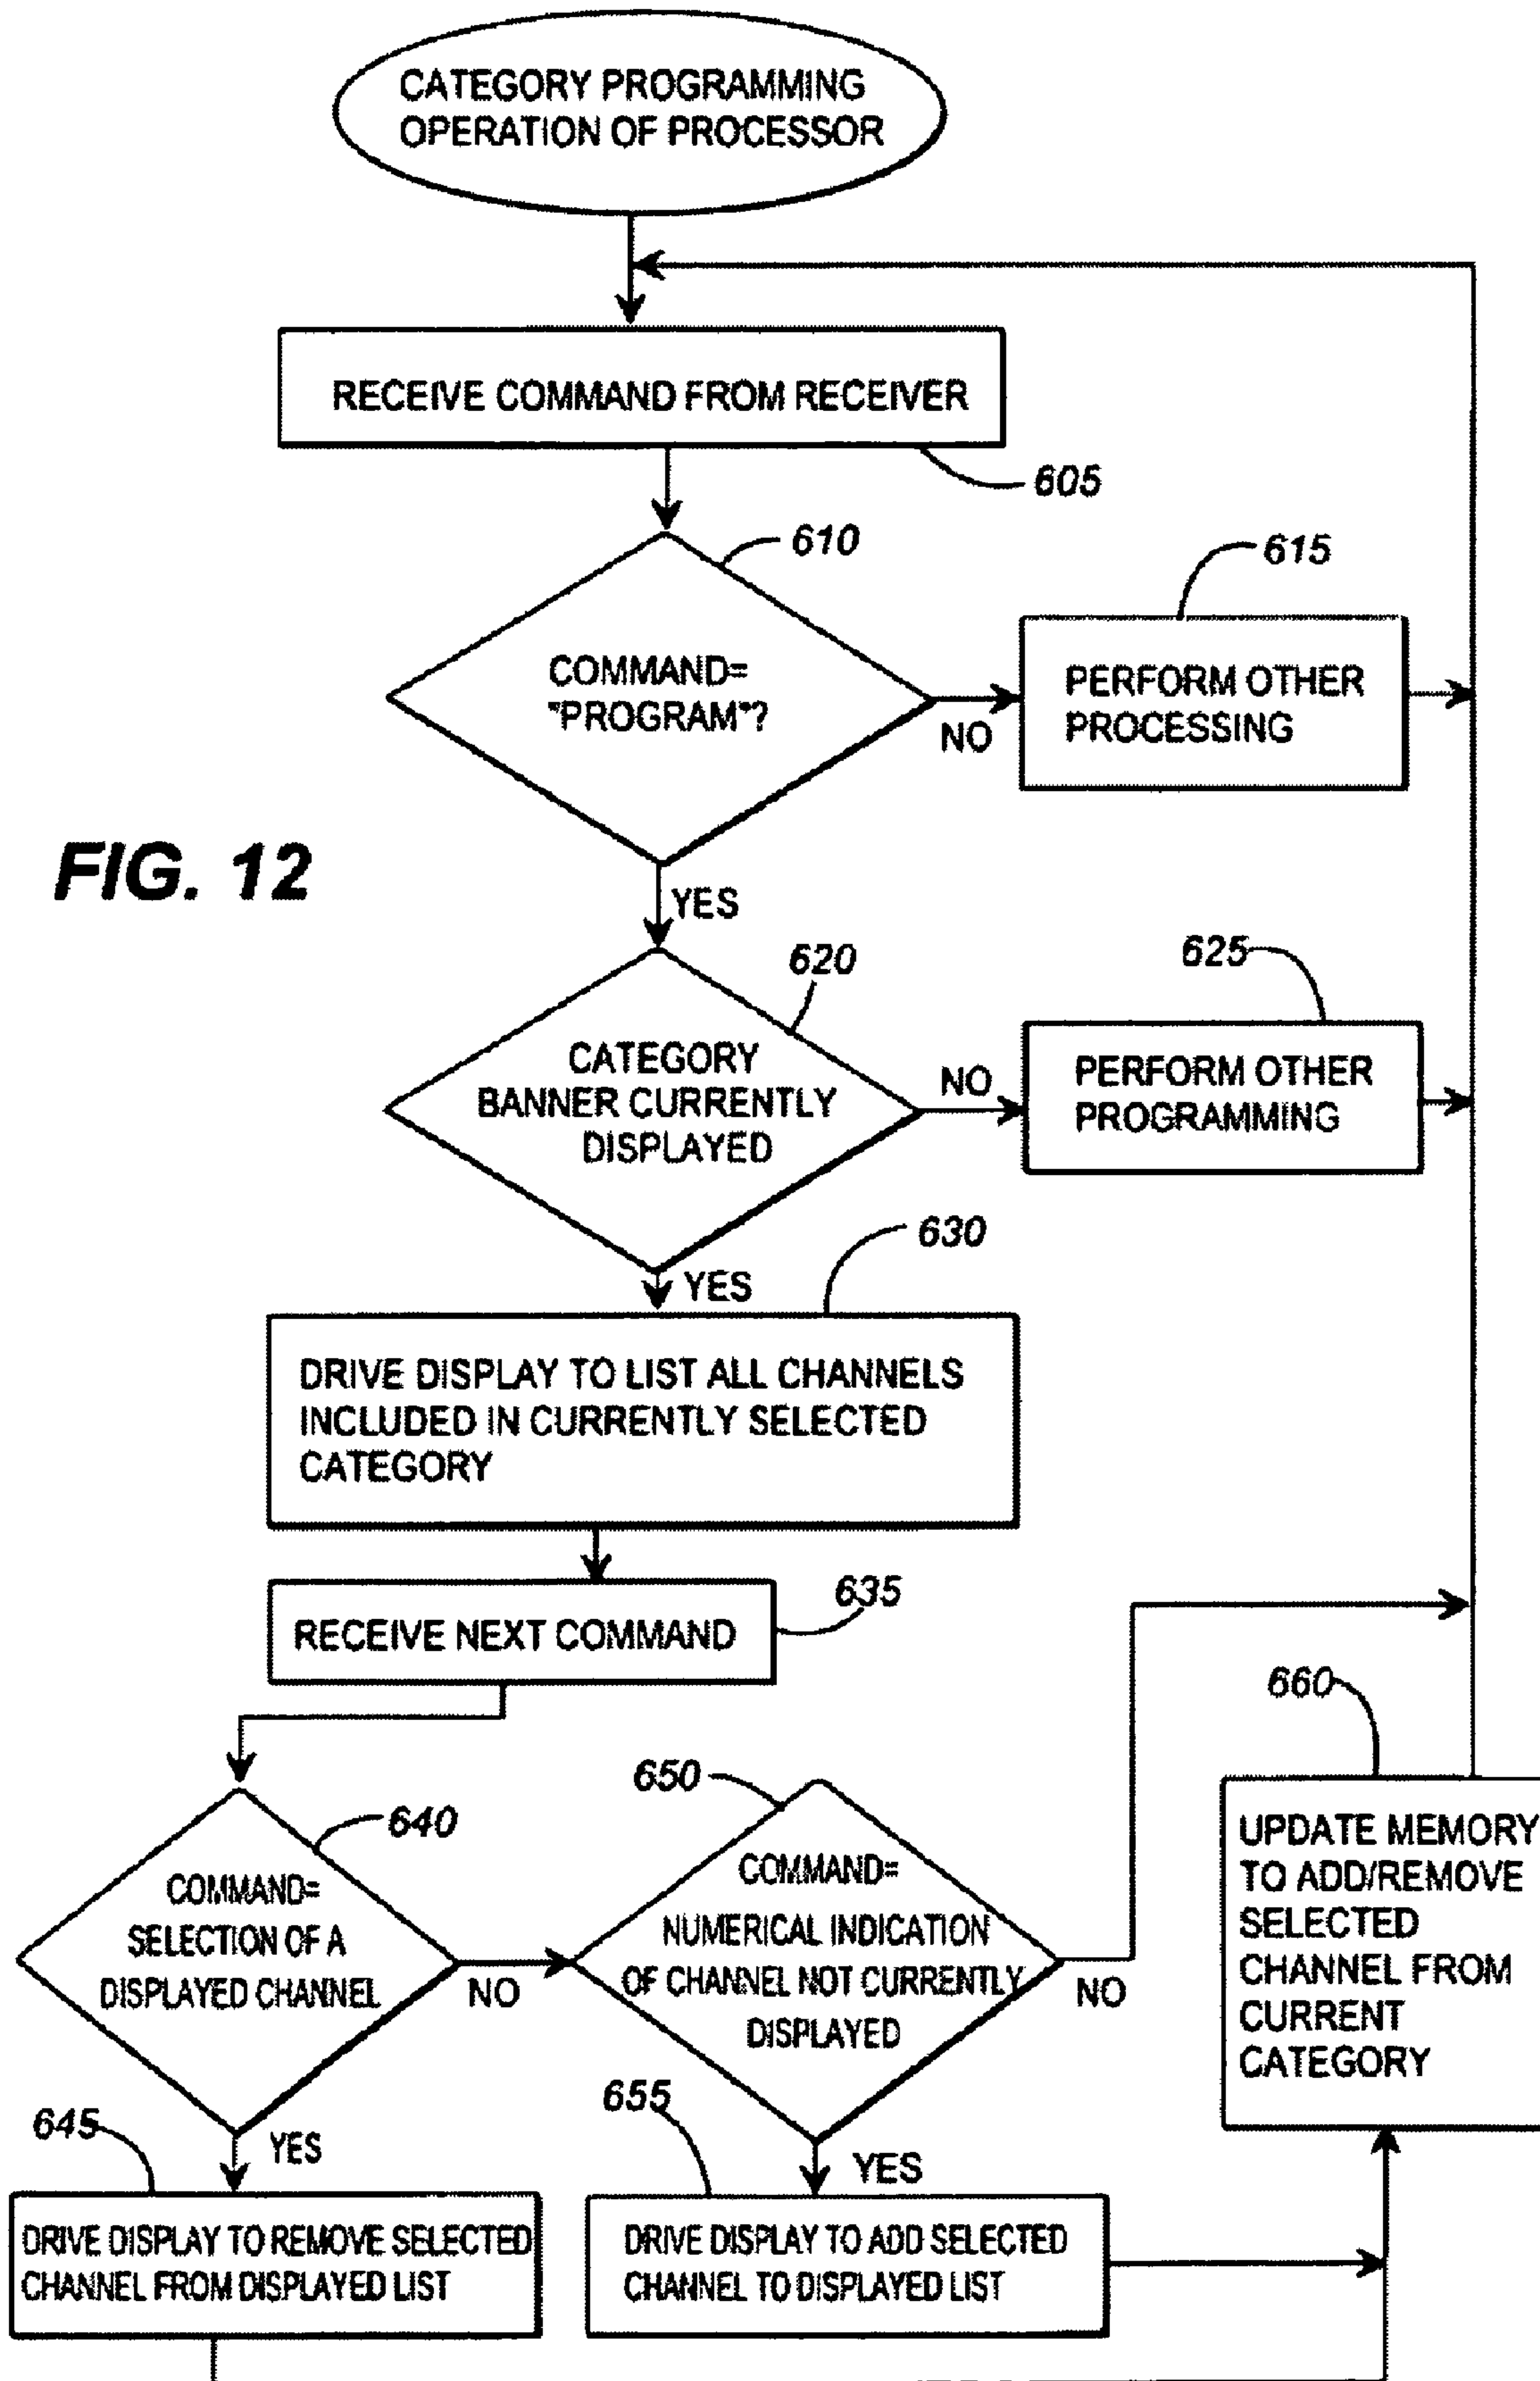 CATEGORY PROGRAMMING
OPERATION OF PROCESSOR
RECEIVE COMMAND FROM RECEIVER
605
610
COMMAND=
"PROGRAM"?
NO
615
PERFORM OTHER
PROCESSING
FIG. 12
YES
620
CATEGORY
BANNER CURRENTLY
DISPLAYED
NO
625
PERFORM OTHER
PROGRAMMING
YES
630
DRIVE DISPLAY TO LIST ALL CHANNELS
INCLUDED IN CURRENTLY SELECTED
CATEGORY
RECEIVE NEXT COMMAND
635
640
COMMAND=
SELECTION OF A
DISPLAYED CHANNEL
NO
650
COMMAND=
NUMERICAL INDICATION
OF CHANNEL NOT CURRENTLY
DISPLAYED
NO
660
UPDATE MEMORY
TO ADD/REMOVE
SELECTED
CHANNEL FROM
CURRENT
CATEGORY
645
YES
DRIVE DISPLAY TO REMOVE SELECTED
CHANNEL FROM DISPLAYED LIST
655
YES
DRIVE DISPLAY TO ADD SELECTED
CHANNEL TO DISPLAYED LIST